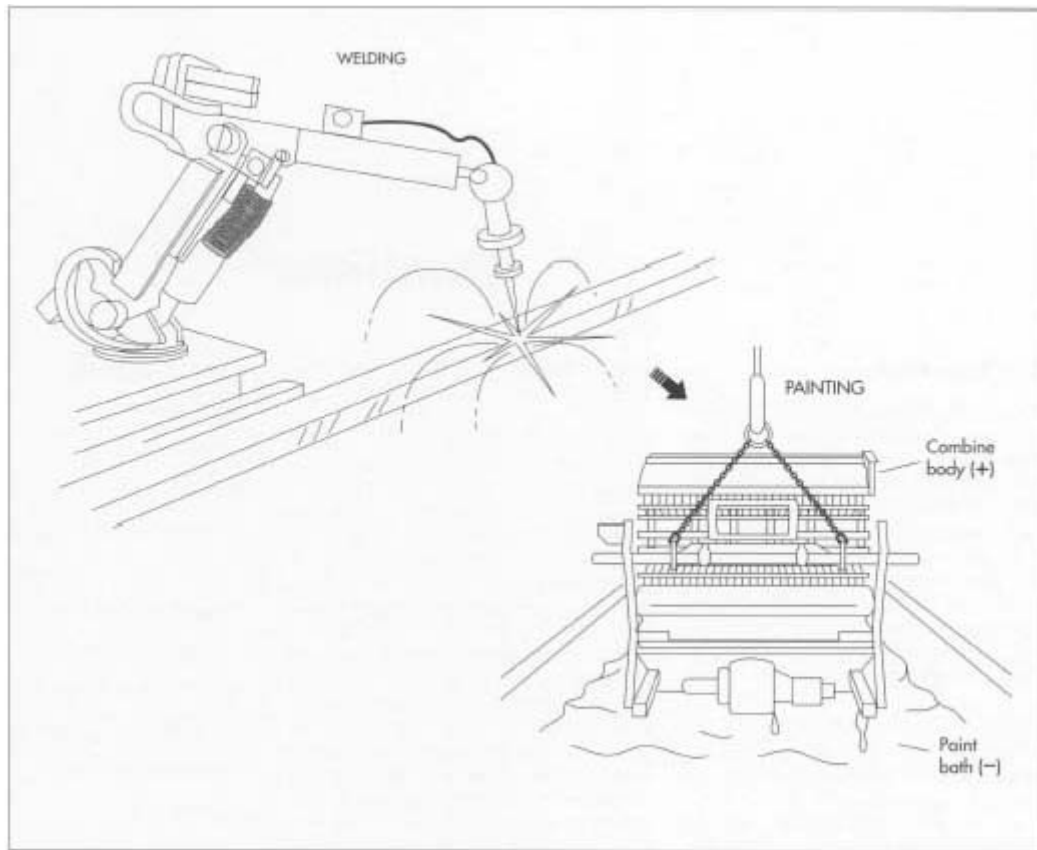 WELDING
PAINTING
Combine
body (+)
Paint
bath (−)